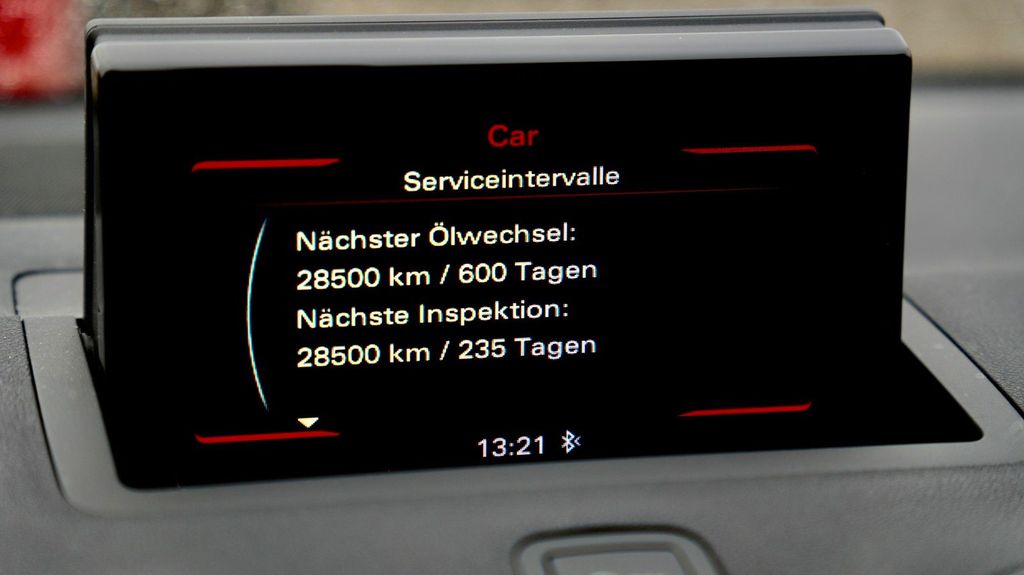 Car
Serviceintervalle
Nächster Ölwechsel:
28500 km / 600 Tagen
Nächste Inspektion:
28500 km / 235 Tagen
13:21